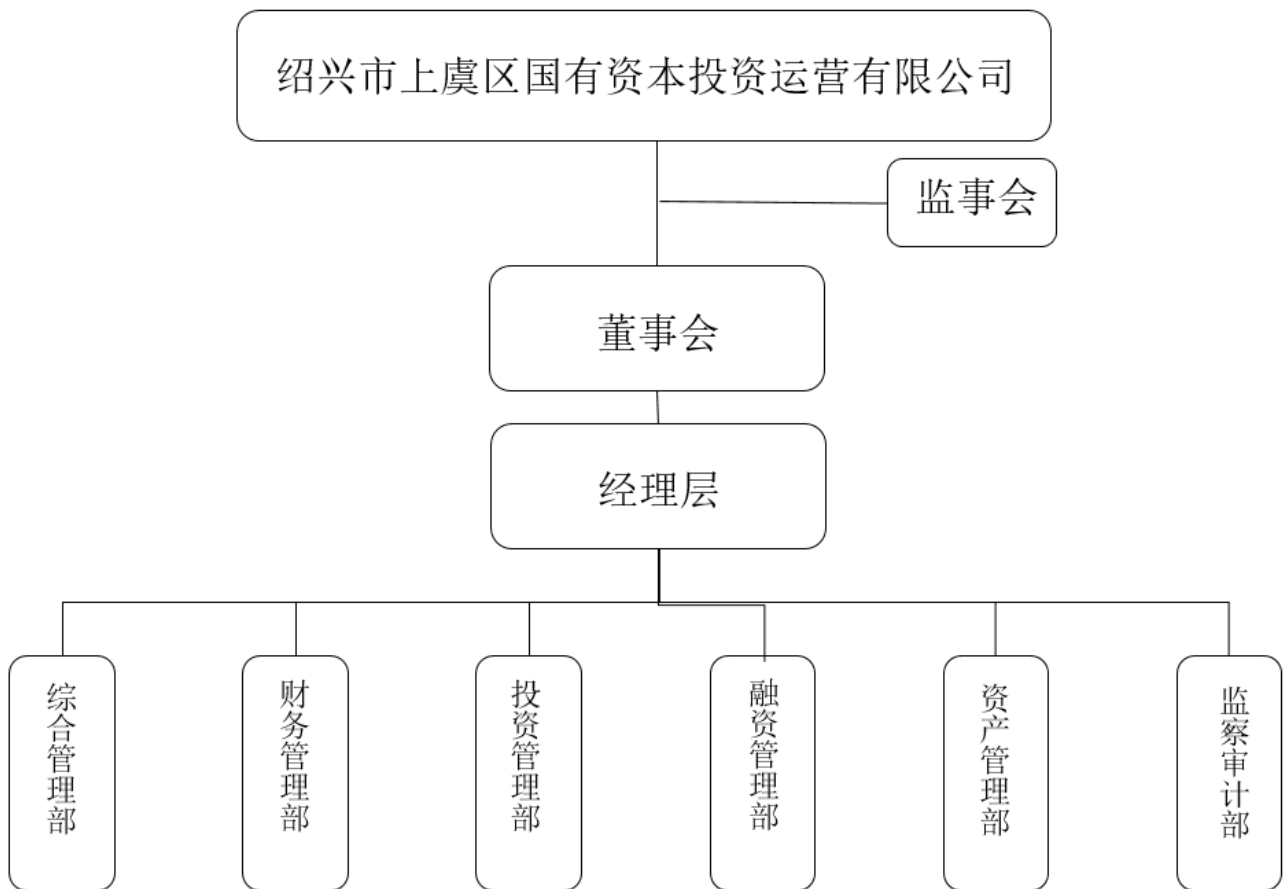 绍兴市上虞区国有资本投资运营有限公司
监事会
董事会
经理层
综合管理部
财务管理部
投资管理部
融资管理部
资产管理部
监察审计部